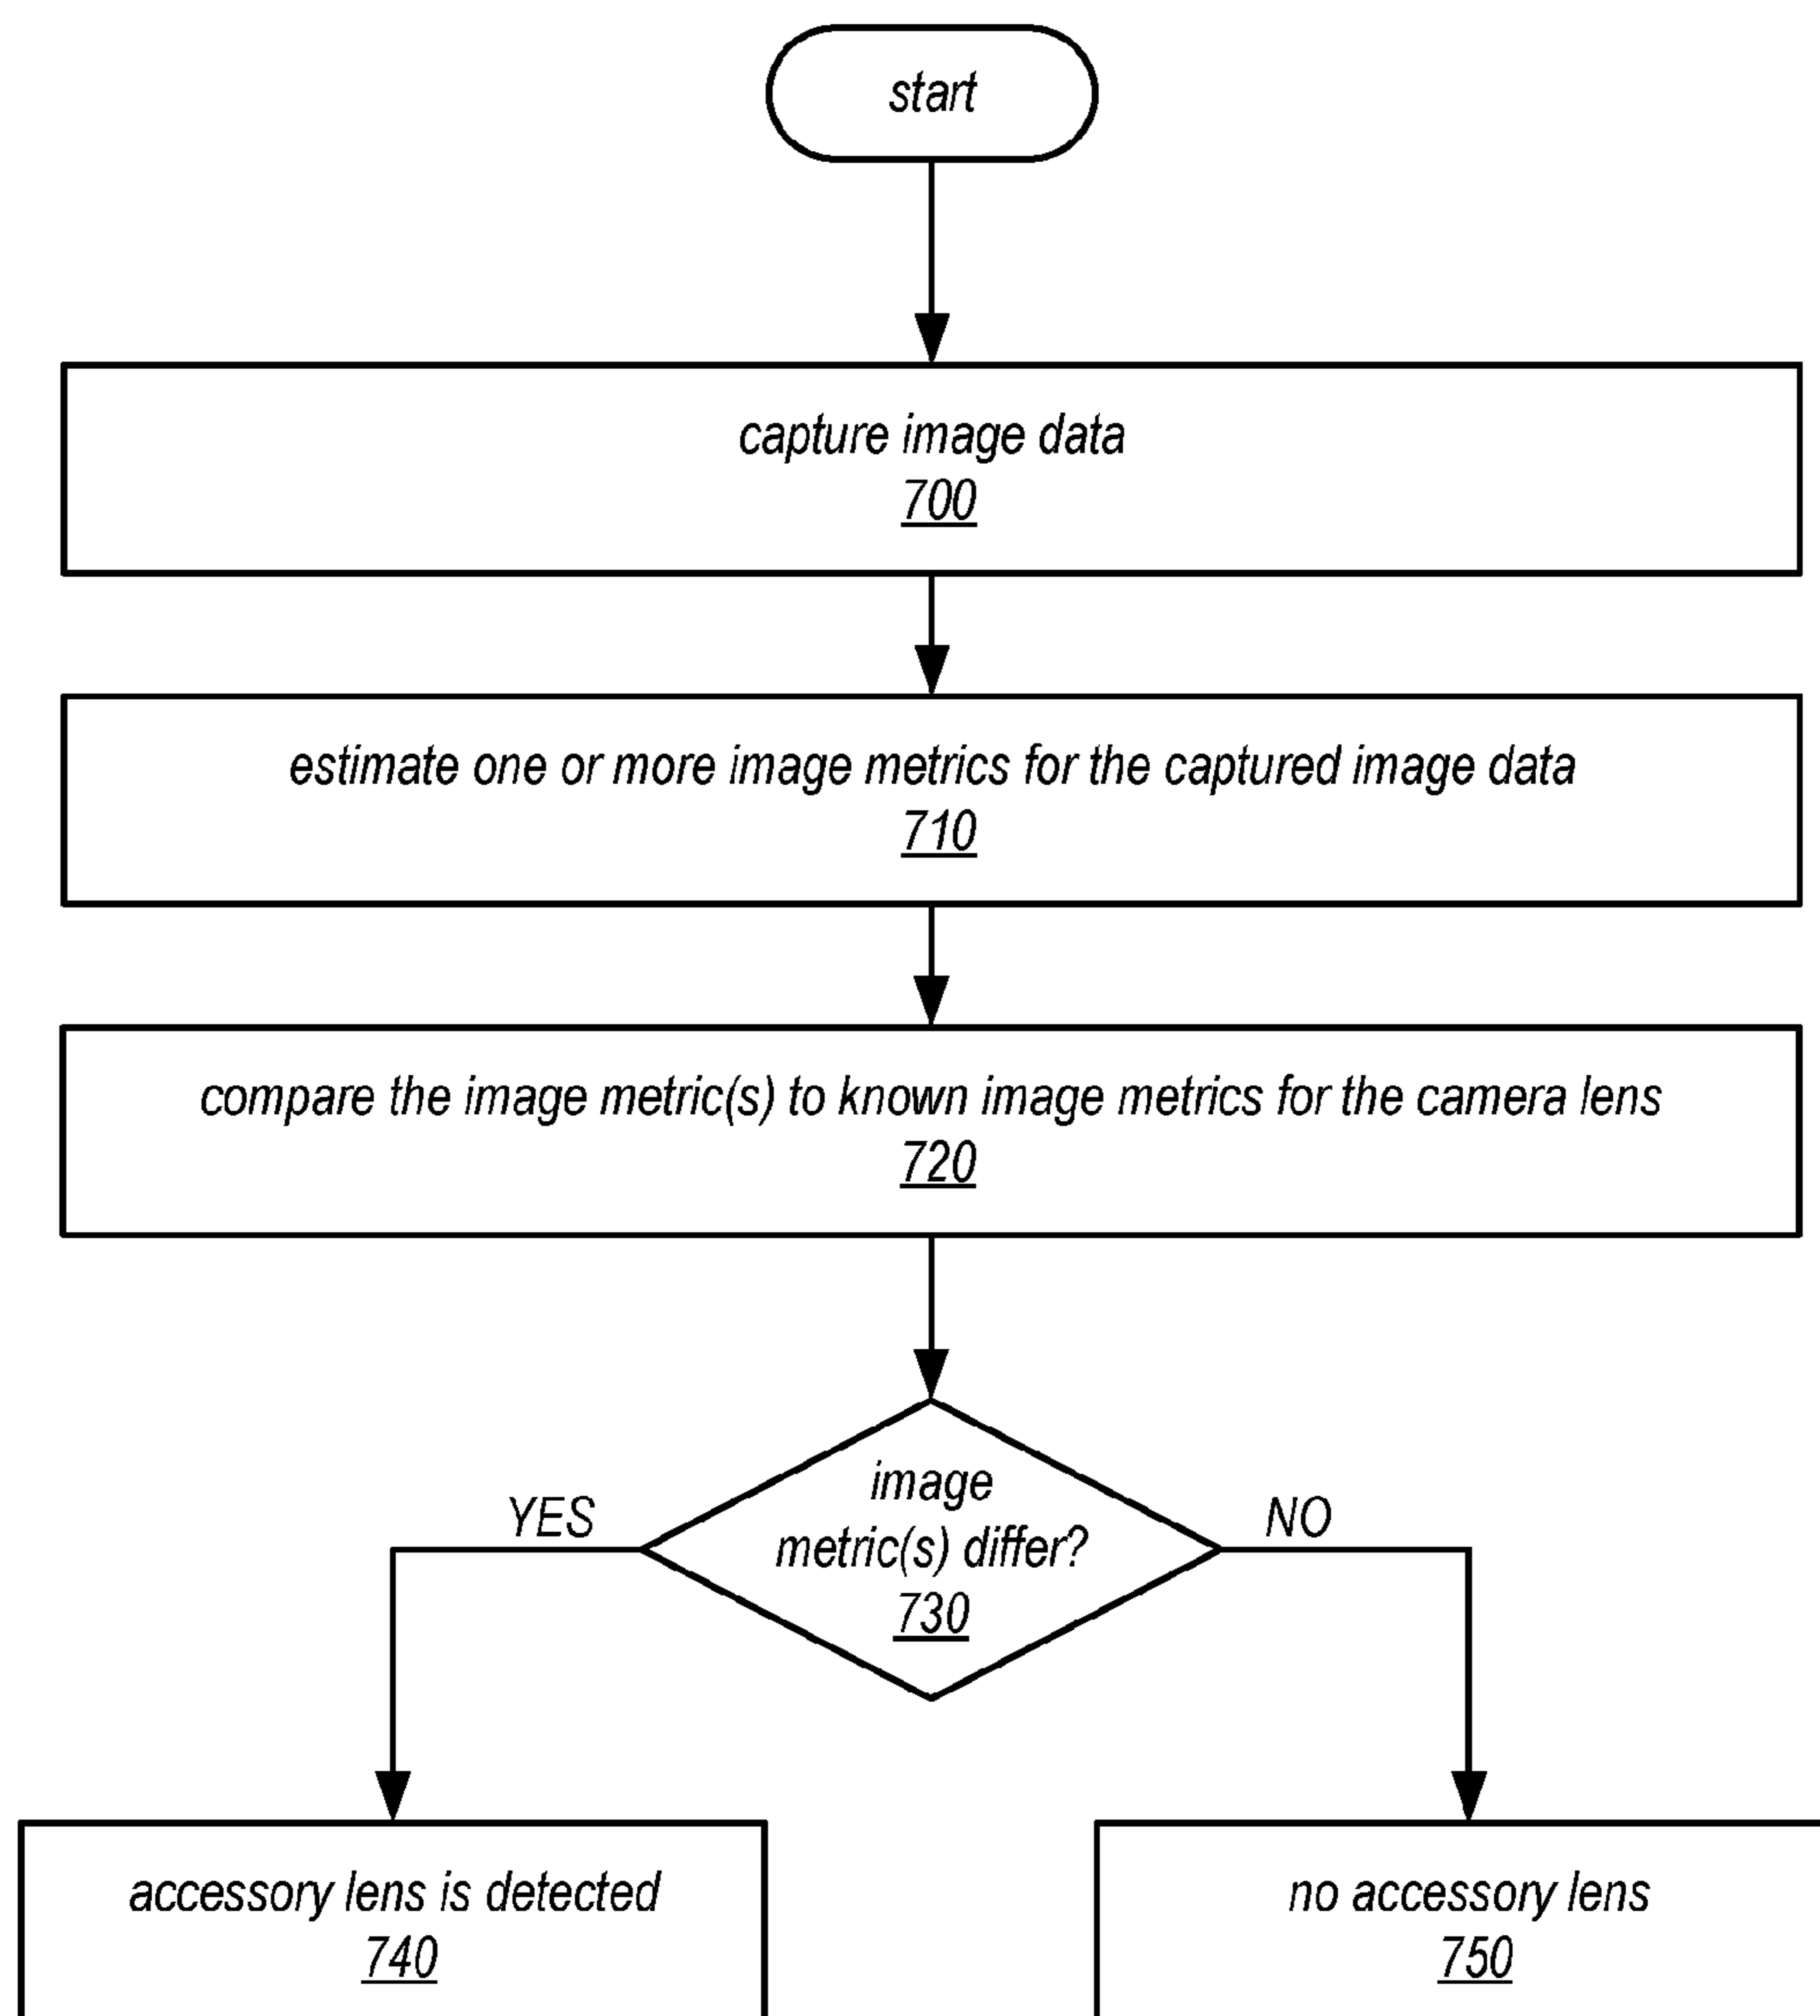 start
capture image data
700
estimate one or more image metrics for the captured image data
710
compare the image metric(s) to known image metrics for the camera lens
720
image
metric(s) differ?
730
YES
NO
accessory lens is detected
740
no accessory lens
750